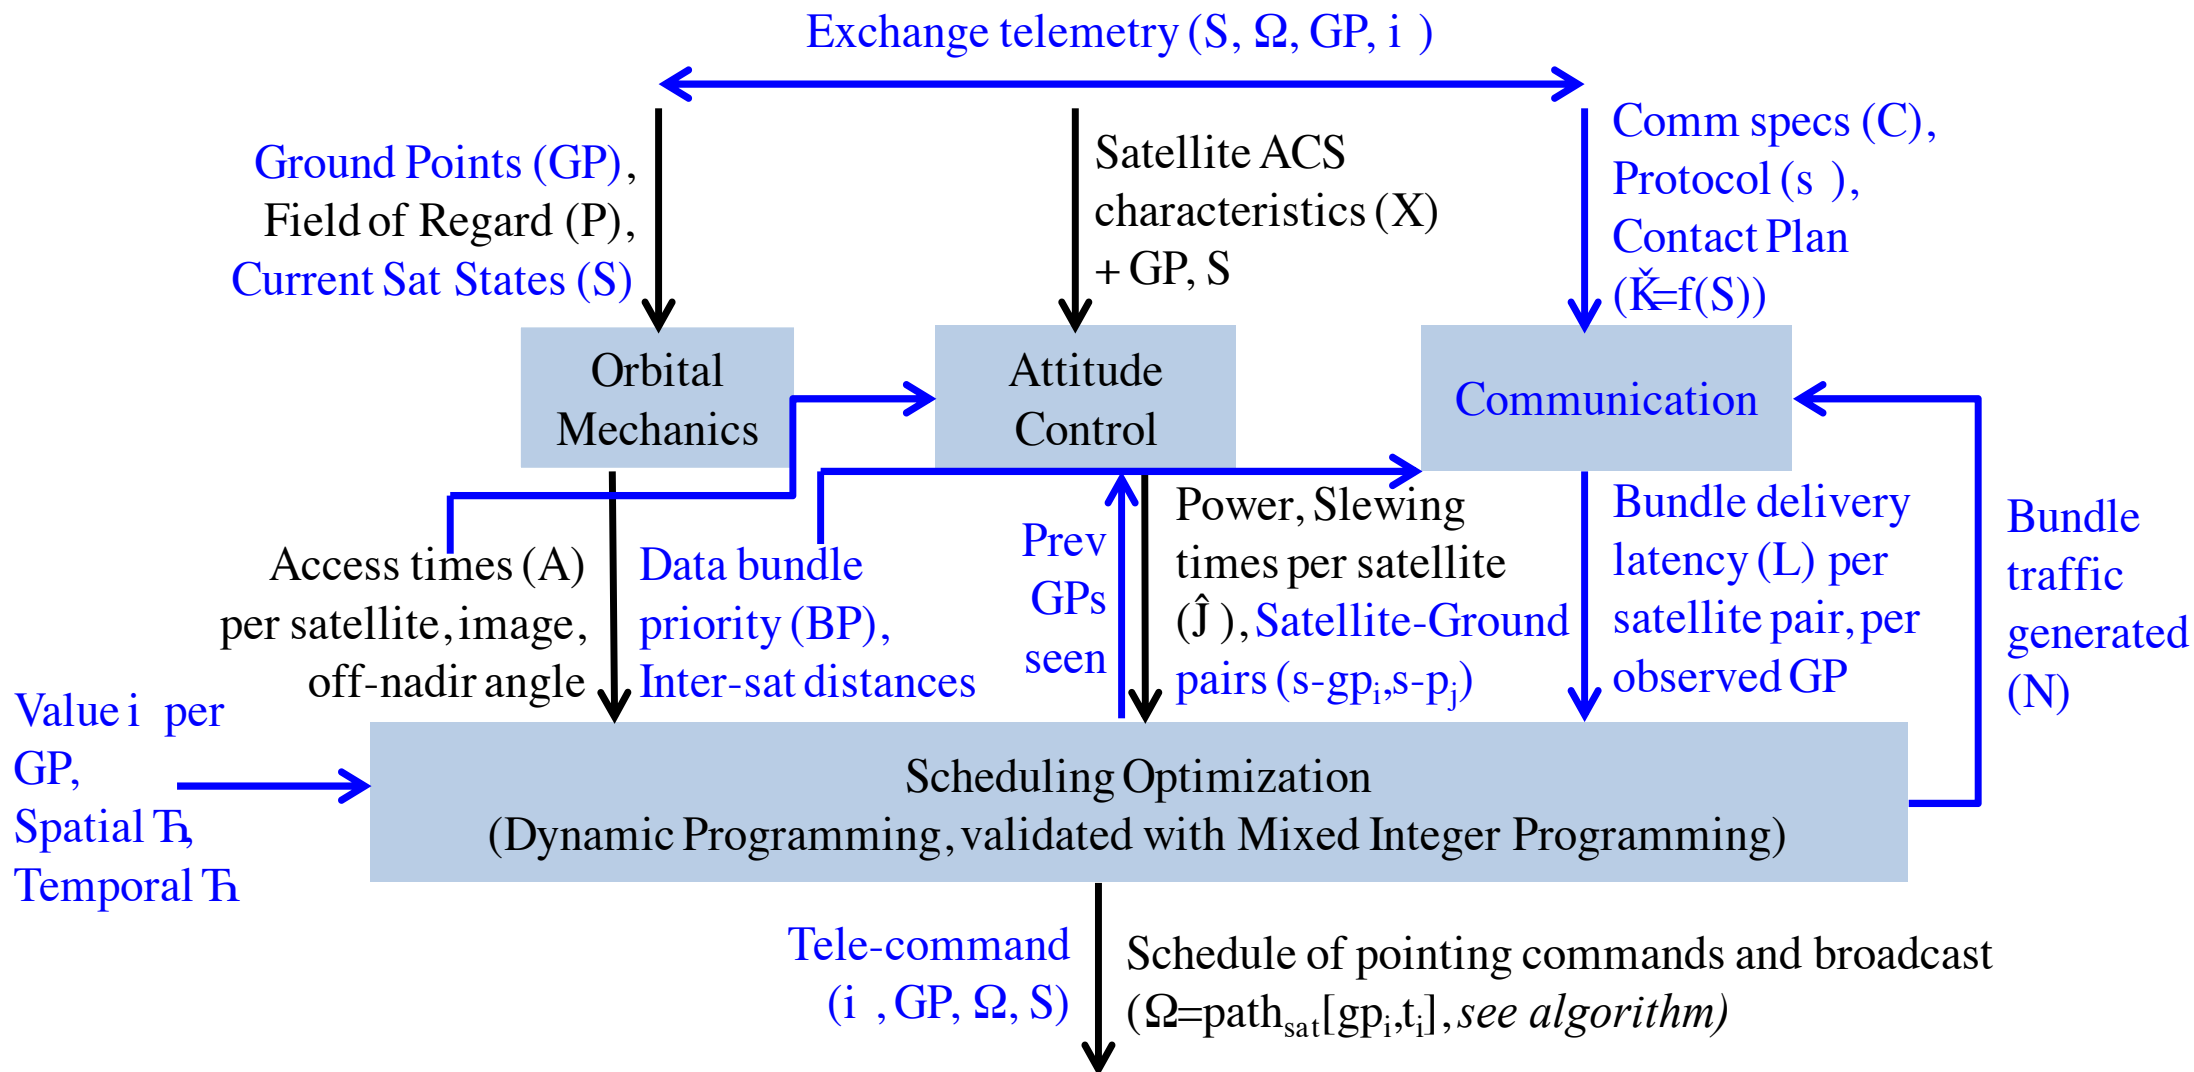 Exchange telemetry (S, Ω, GP, i )
Ground Points (GP),
Field of Regard (P),
Current Sat States (S)
Satellite ACS
characteristics (X)
+ GP, S
Comm specs (C),
Protocol (s ),
Contact Plan
(Ǩ=f(S))
Orbital
Mechanics
Attitude
Control
Communication
Access times (A)
per satellite, image,
off-nadir angle
Data bundle
priority (BP),
Inter-sat distances
Prev
GPs
seen
Power, Slewing
times per satellite
(Ĵ ), Satellite-Ground
pairs (s-gpi,s-pj)
Bundle delivery
latency (L) per
satellite pair, per
observed GP
Bundle
traffic
generated
(N)
Value i per
GP,
Spatial Ћ,
Temporal Ћ
Scheduling Optimization
(Dynamic Programming, validated with Mixed Integer Programming)
Tele-command
(i , GP, Ω, S)
Schedule of pointing commands and broadcast
(Ω=pathsat[gpi,ti], see algorithm)